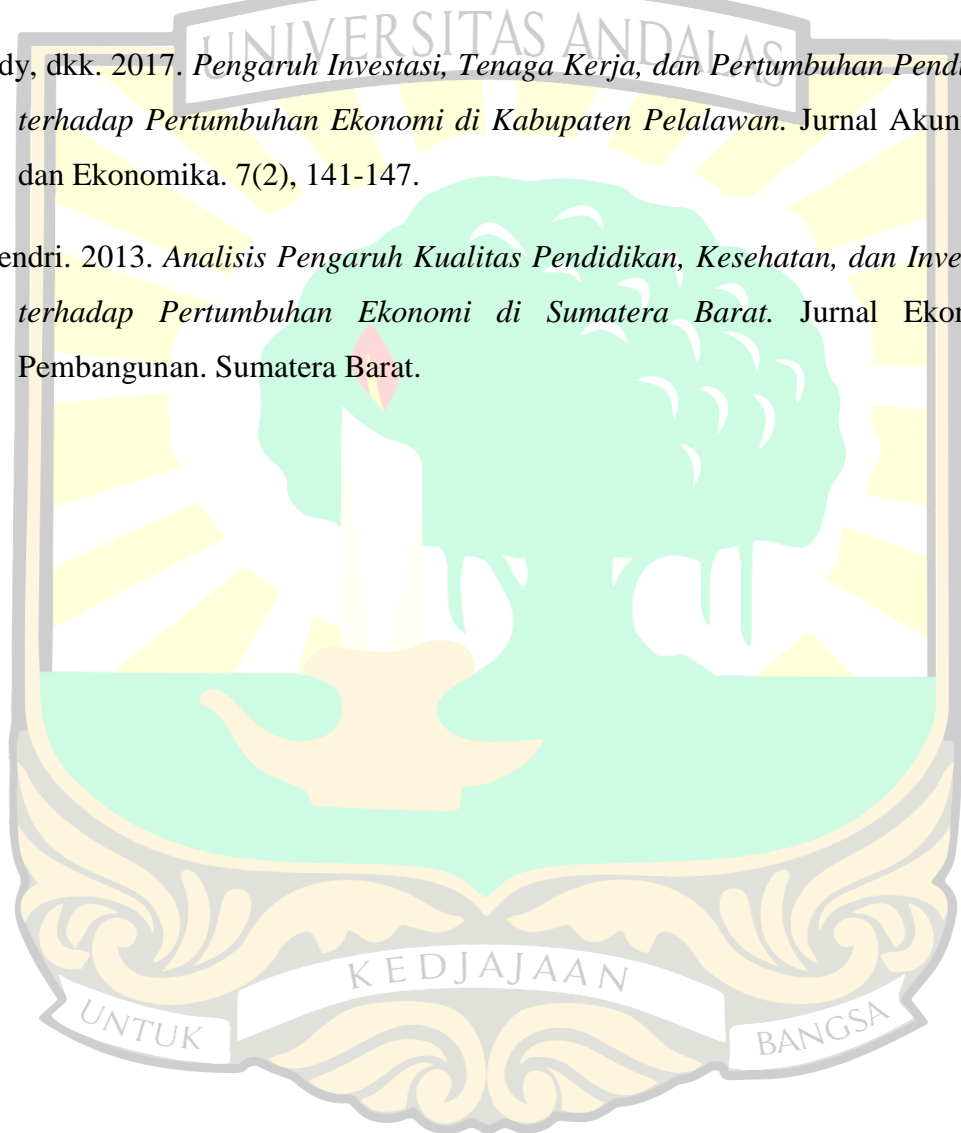 UNIVERSITAS ANDALAS
dy, dkk. 2017. Pengaruh Investasi, Tenaga Kerja, dan Pertumbuhan Pendi
terhadap Pertumbuhan Ekonomi di Kabupaten Pelalawan. Jurnal Akun
dan Ekonomika. 7(2), 141-147.
endri. 2013. Analisis Pengaruh Kualitas Pendidikan, Kesehatan, dan Inve
terhadap Pertumbuhan Ekonomi di Sumatera Barat. Jurnal Ekon
Pembangunan. Sumatera Barat.
UNTUK KEDJAJAAN BANGSA